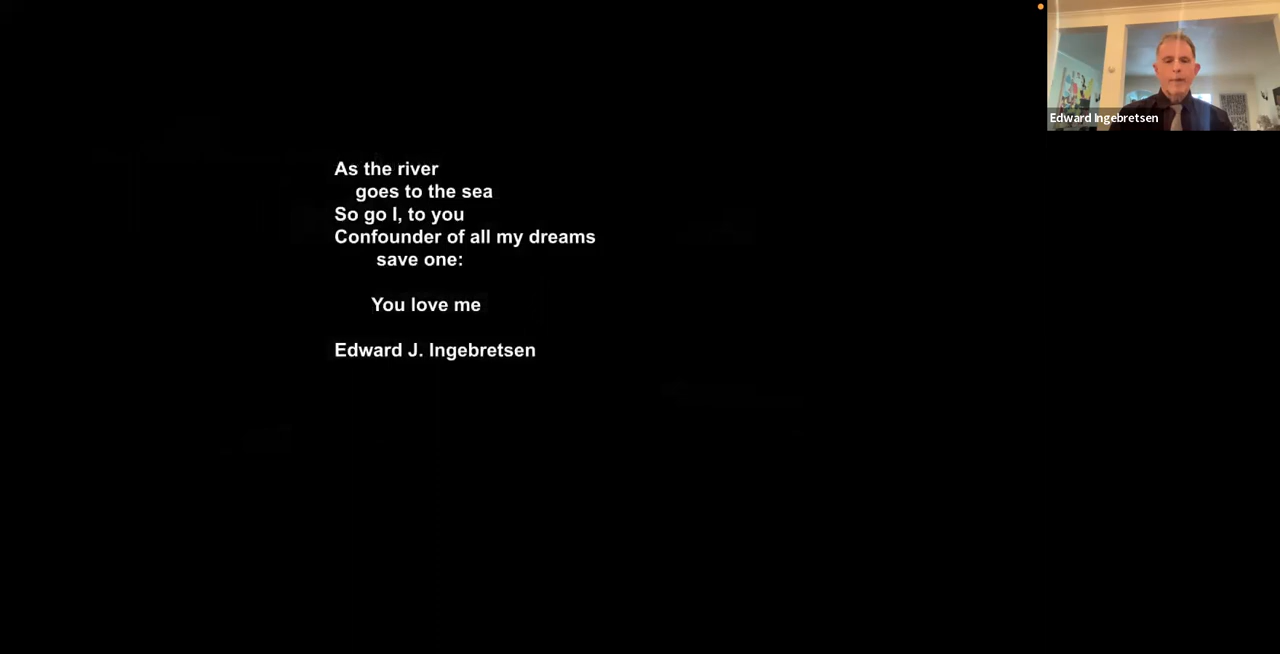 As the river
goes to the sea
So go I, to you
Confounder of all my dreams
save one:
You love me
Edward J. Ingebretsen
Edward Ingebretsen